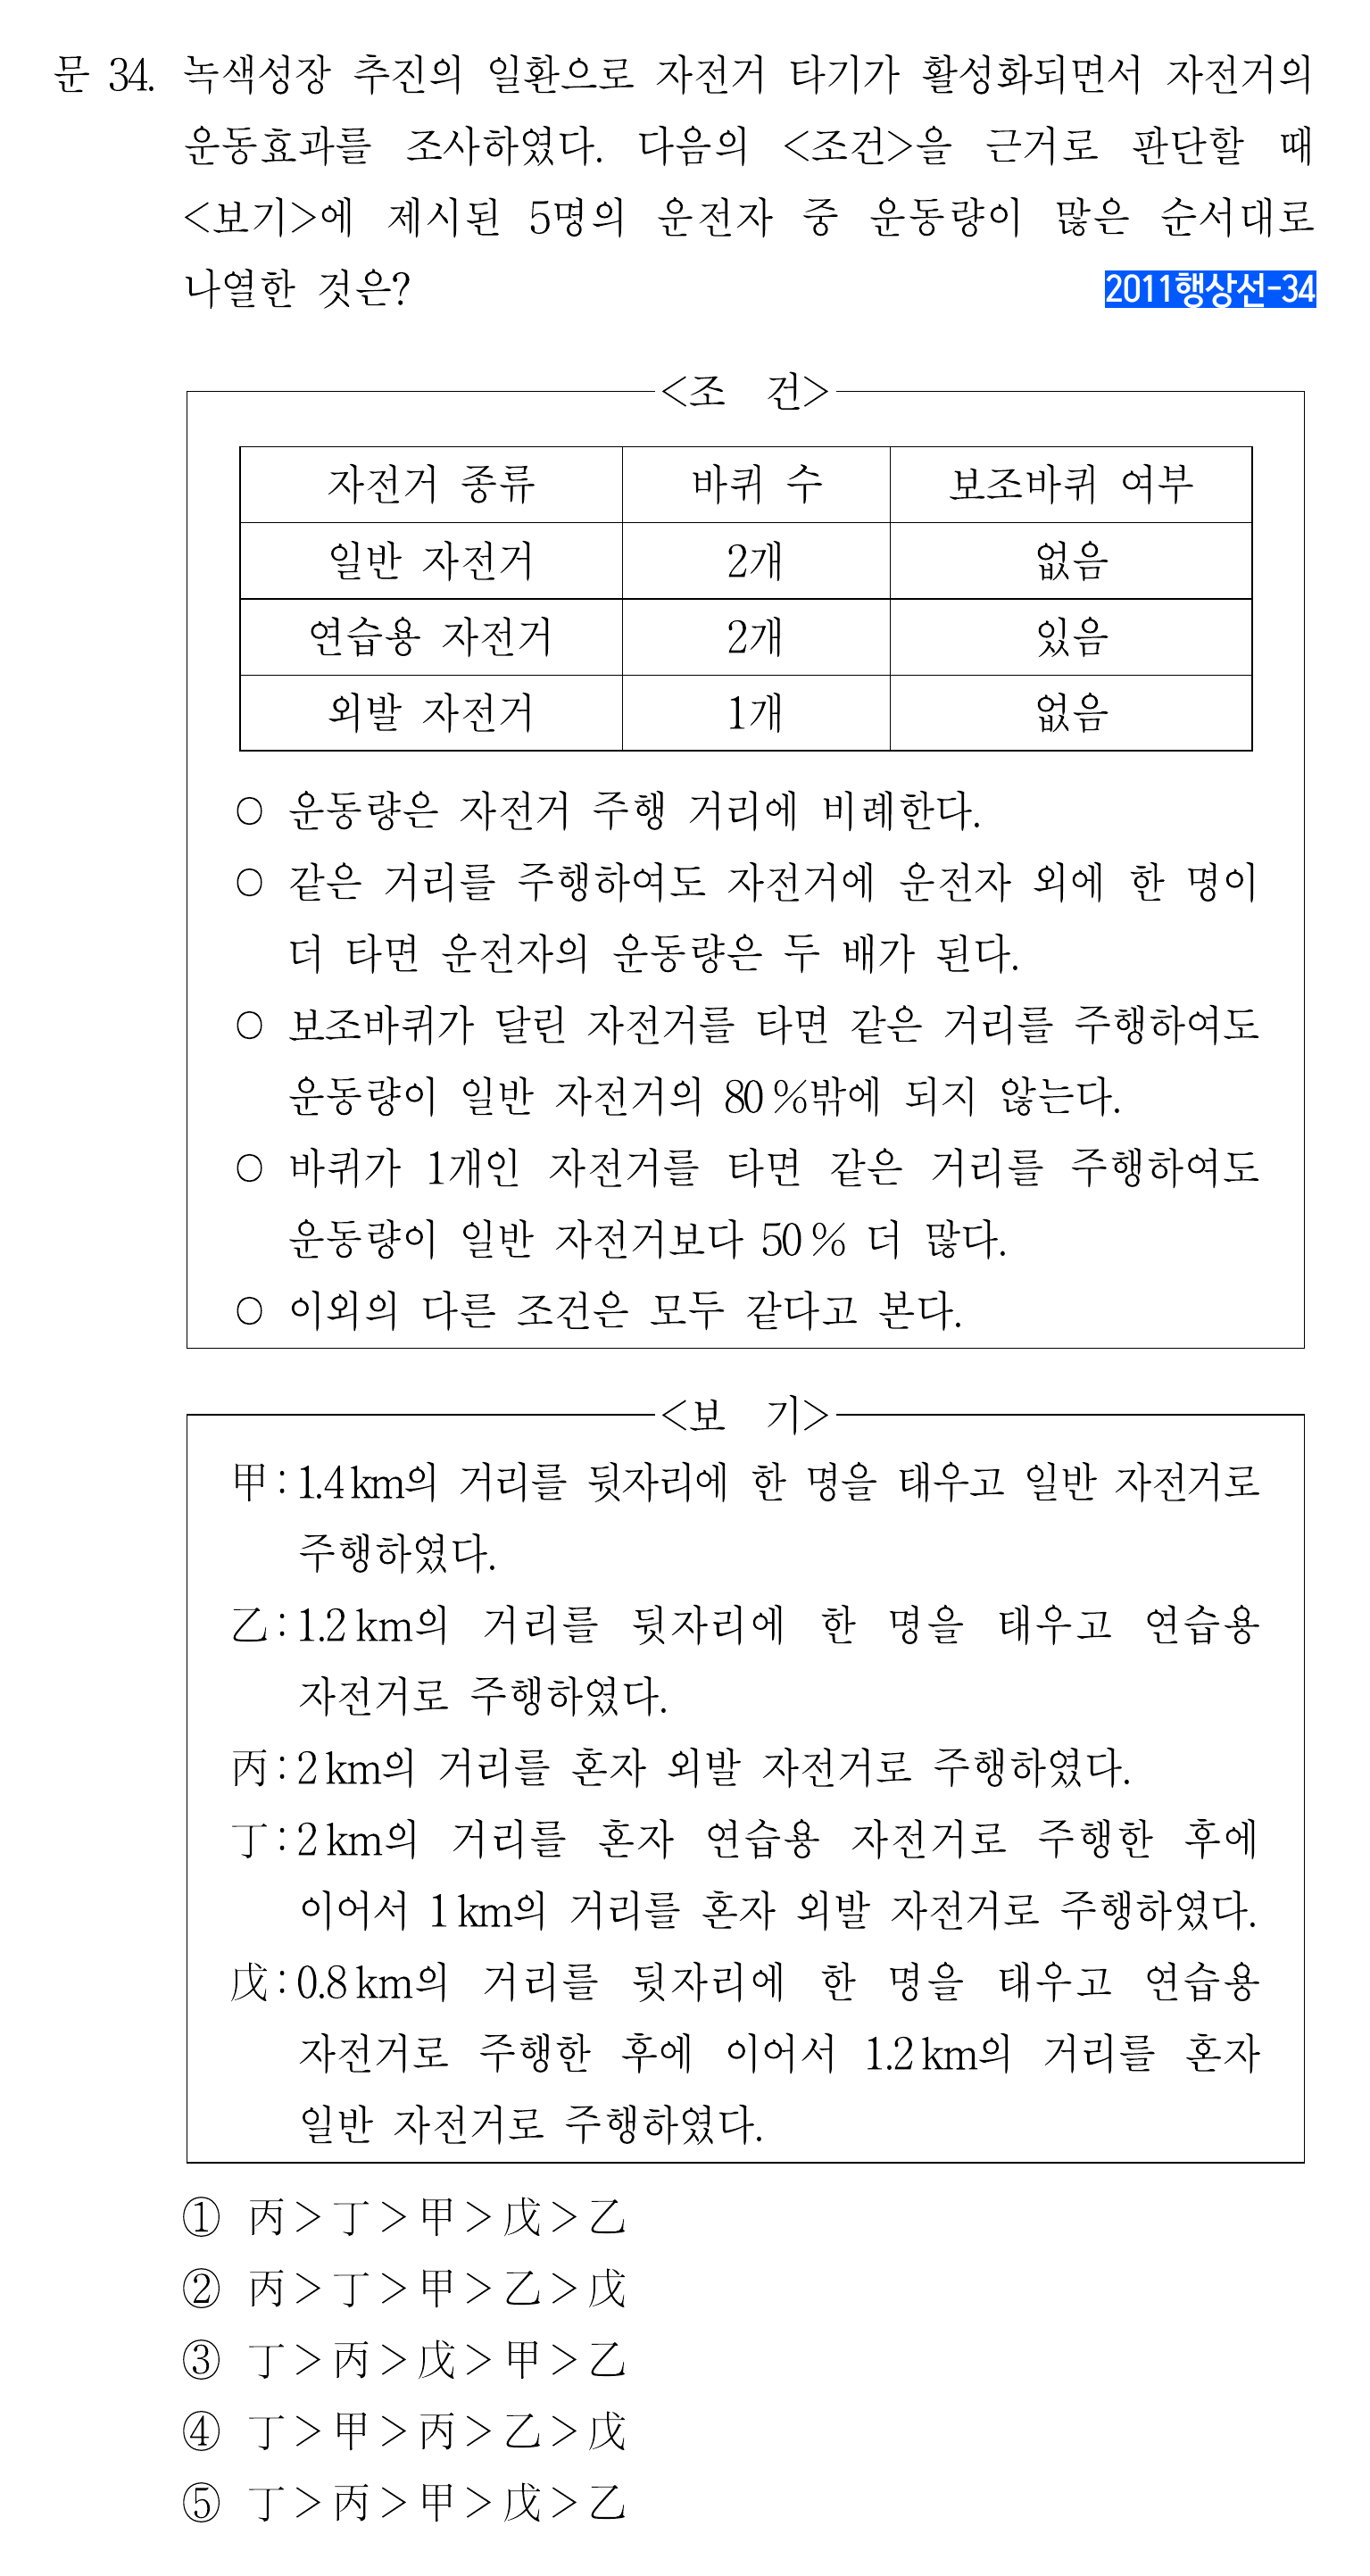 문 34. 녹색성장 추진의 일환으로 자전거 타기가 활성화되면서 자전거의
운동효과를 조사하였다. 다음의 <조건>을 근거로 판단할 때
<보기>에 제시된 5명의 운전자 중 운동량이 많은 순서대로
나열한 것은? 2011행상선-34
<조 건>
자전거 종류 바퀴 수 보조바퀴 여부
일반 자전거 2개 없음
연습용 자전거 2개 있음
외발 자전거 1개 없음
○ 운동량은 자전거 주행 거리에 비례한다.
○ 같은 거리를 주행하여도 자전거에 운전자 외에 한 명이
더 타면 운전자의 운동량은 두 배가 된다.
○ 보조바퀴가 달린 자전거를 타면 같은 거리를 주행하여도
운동량이 일반 자전거의 80 %밖에 되지 않는다.
○ 바퀴가 1개인 자전거를 타면 같은 거리를 주행하여도
운동량이 일반 자전거보다 50 % 더 많다.
○ 이외의 다른 조건은 모두 같다고 본다.
<보 기>
甲 : 1.4 km의 거리를 뒷자리에 한 명을 태우고 일반 자전거로
주행하였다.
乙 : 1.2 km의 거리를 뒷자리에 한 명을 태우고 연습용
자전거로 주행하였다.
丙 : 2 km의 거리를 혼자 외발 자전거로 주행하였다.
丁 : 2 km의 거리를 혼자 연습용 자전거로 주행한 후에
이어서 1 km의 거리를 혼자 외발 자전거로 주행하였다.
戊 : 0.8 km의 거리를 뒷자리에 한 명을 태우고 연습용
자전거로 주행한 후에 이어서 1.2 km의 거리를 혼자
일반 자전거로 주행하였다.
① 丙 > 丁 > 甲 > 戊 > 乙
② 丙 > 丁 > 甲 > 乙 > 戊
③ 丁 > 丙 > 戊 > 甲 > 乙
④ 丁 > 甲 > 丙 > 乙 > 戊
⑤ 丁 > 丙 > 甲 > 戊 > 乙